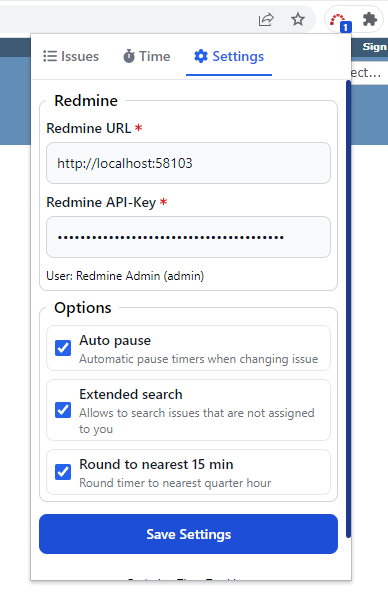 1
Sign
ect...
Issues
Time
Settings
Redmine
Redmine URL *
http://localhost:58103
Redmine API-Key *
••••••••••••••••••••••••••••••••••••••••
User: Redmine Admin (admin)
Options
Auto pause
Automatic pause timers when changing issue
Extended search
Allows to search issues that are not assigned
to you
Round to nearest 15 min
Round timer to nearest quarter hour
Save Settings